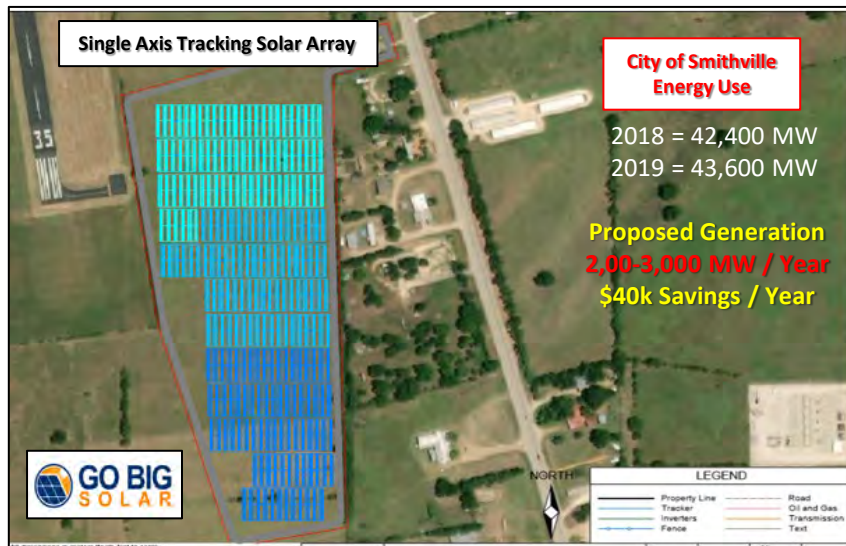 Single Axis Tracking Solar Array
City of Smithville
Energy Use
2018 = 42,400 MW
2019 = 43,600 MW
Proposed Generation
2,00-3,000 MW / Year
$40k Savings / Year
35
GO BIG
SOLAR
NORTH
LEGEND
Property Line
Road
Tracker
Oil and Gas
Inverters
Transmission
Fence
Text